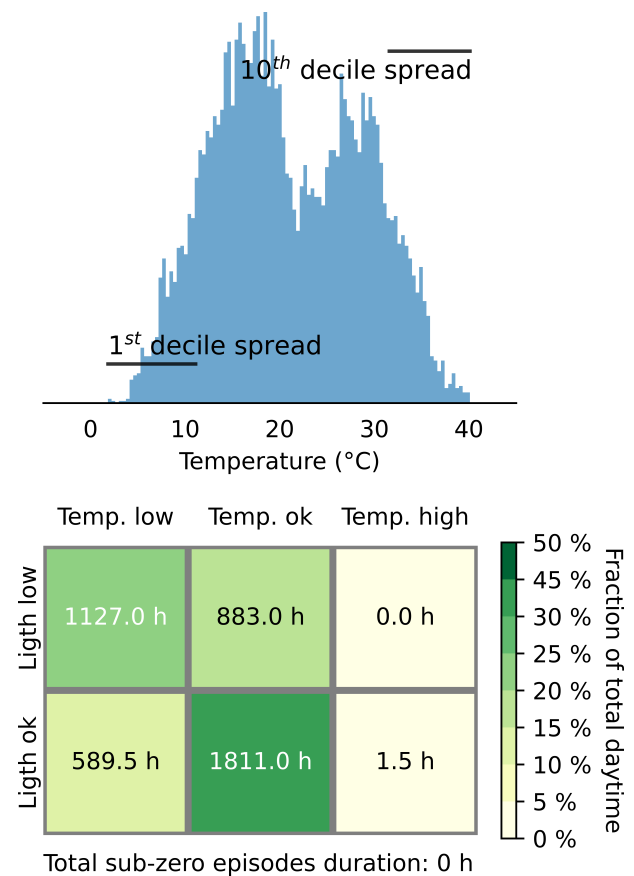 10th decile spread
1st decile spread
0 10 20 30 40
Temperature (°C)
Temp. low Temp. ok Temp. high
Ligth low
1127.0 h 883.0 h 0.0 h
Ligth ok
589.5 h 1811.0 h 1.5 h
50 %
45 %
30 %
25 %
20 %
15 %
10 %
5 %
0 %
Fraction of total daytime
Total sub-zero episodes duration: 0 h